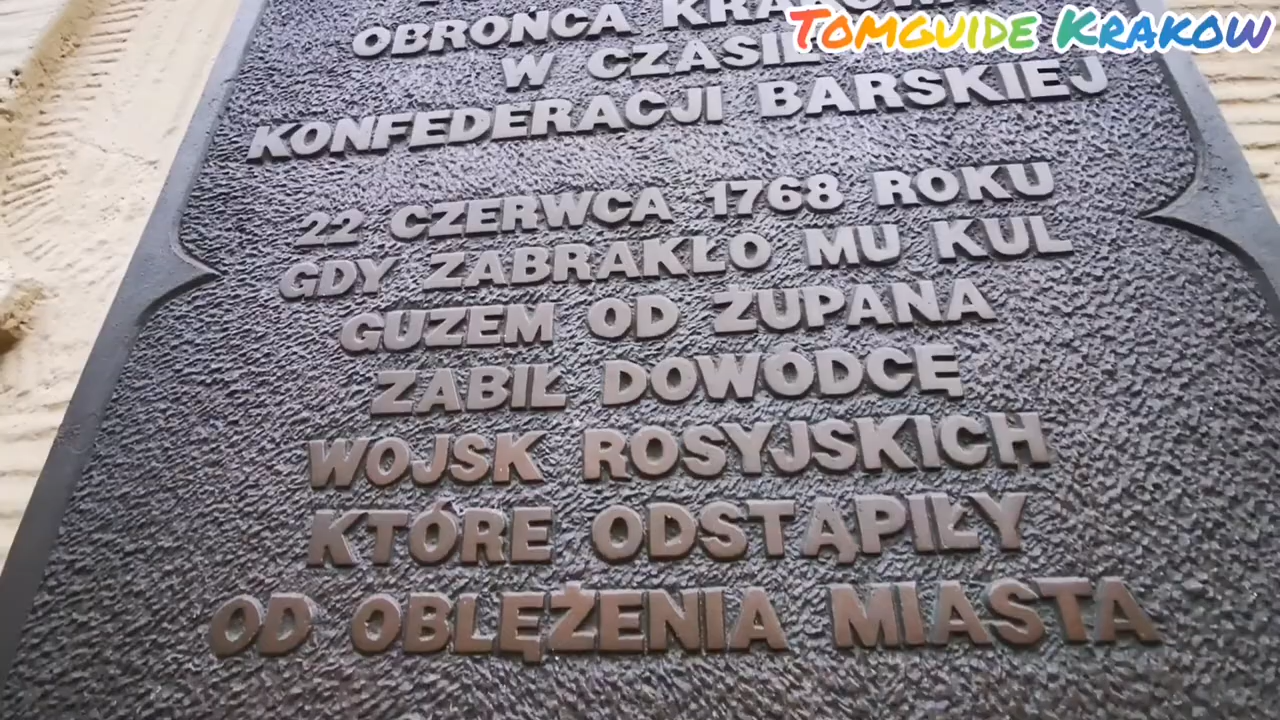 TOMGUIDE KRAKOW
OBROŃCA
W CZASIE
KONFEDERACJI BARSKIEJ
22 CZERWCA 1768 ROKU
GDY ZABRAKŁO MU KUL
GUZEM OD ŻUPANA
ZABIŁ DOWÓDCĘ
WOJSK ROSYJSKICH
KTÓRE ODSTĄPIŁY
OD OBLĘŻENIA MIASTA